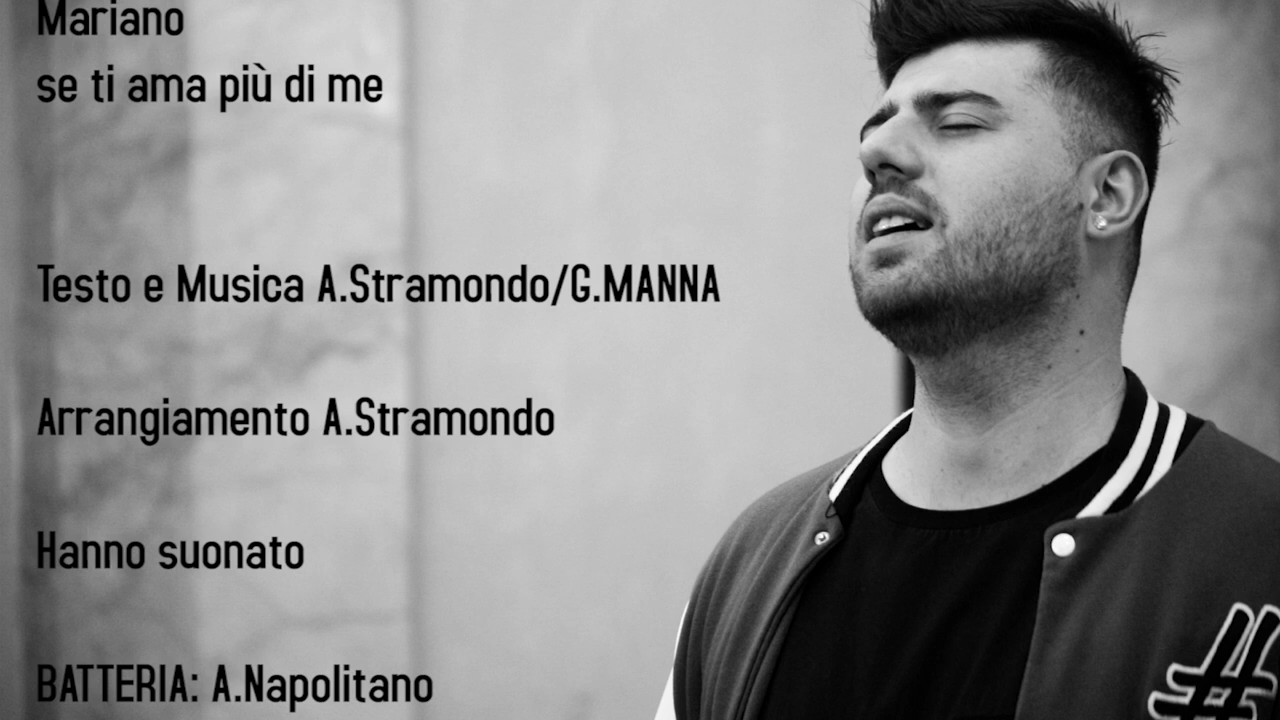 Mariano
se ti ama più di me
Testo e Musica A.Stramondo/G.MANNA
Arrangiamento A.Stramondo
Hanno suonato
BATTERIA: A.Napolitano
#